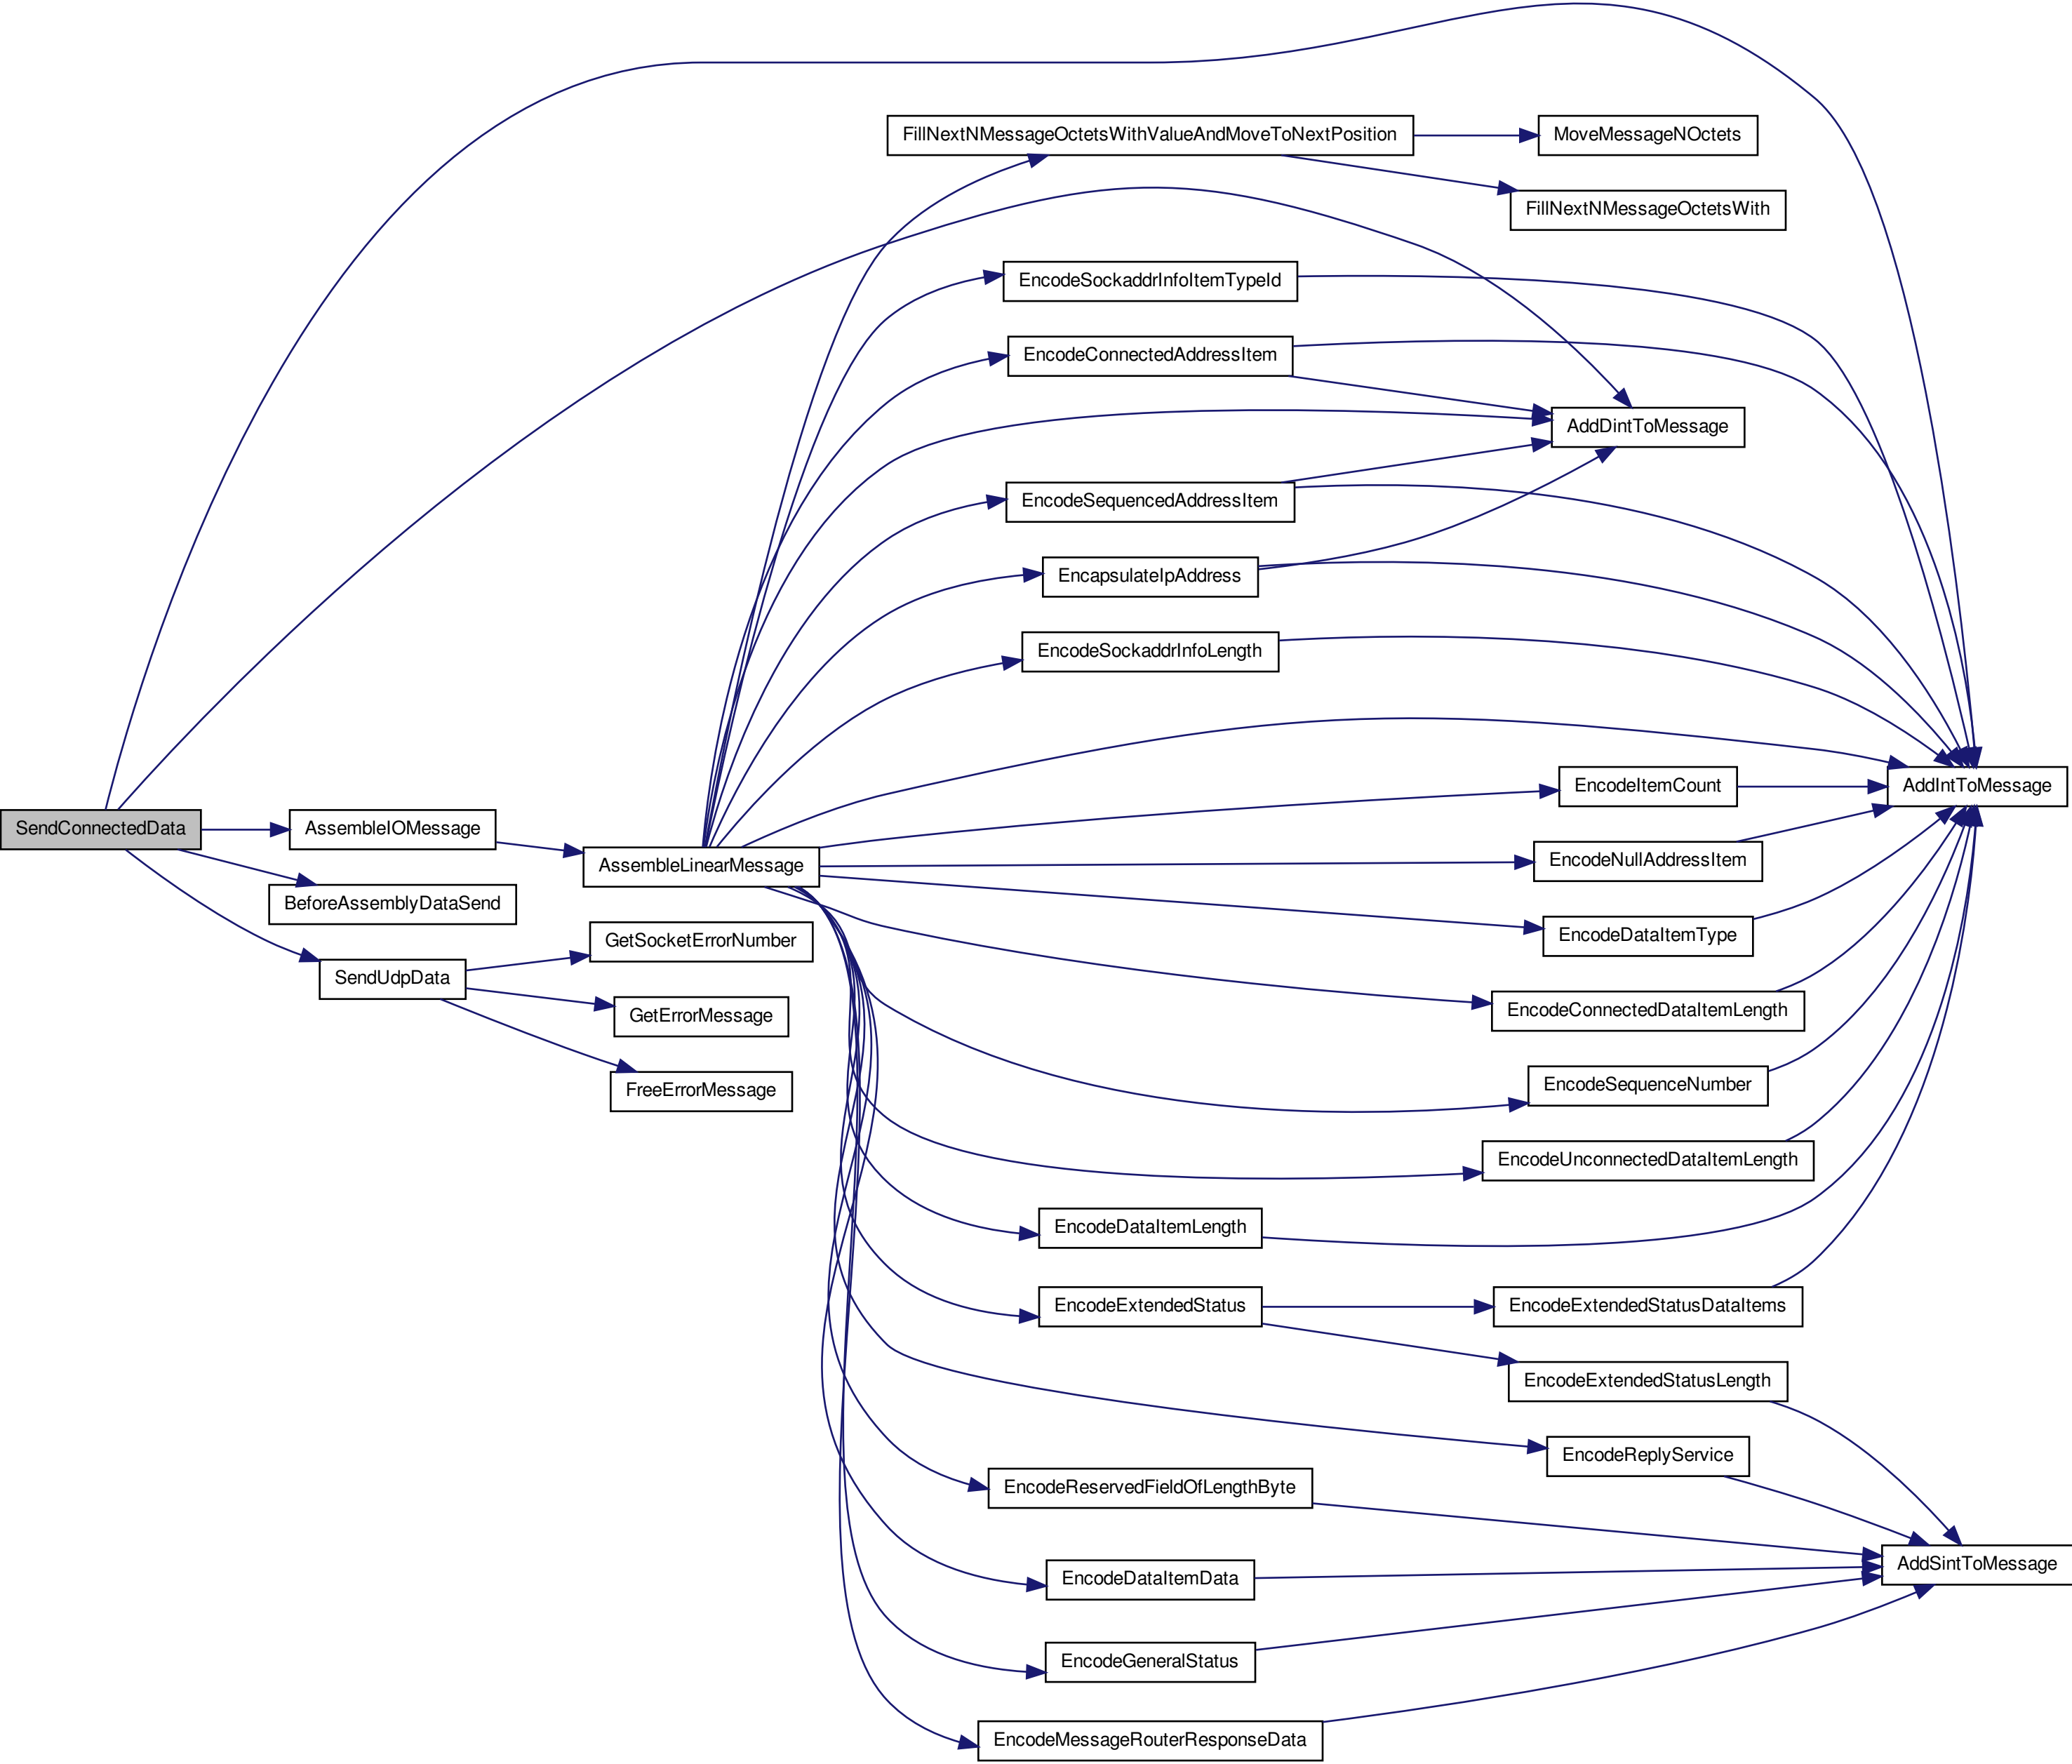 FillNextNMessageOctetsWithValueAndMoveToNextPosition
MoveMessageNOctets
FillNextNMessageOctetsWith
EncodeSockaddrInfoItemTypeId
EncodeConnectedAddressItem
AddDintToMessage
EncodeSequencedAddressItem
EncapsulateIpAddress
EncodeSockaddrInfoLength
EncodeItemCount
AddIntToMessage
SendConnectedData
AssembleIOMessage
AssembleLinearMessage
EncodeNullAddressItem
BeforeAssemblyDataSend
GetSocketErrorNumber
EncodeDataItemType
SendUdpData
GetErrorMessage
EncodeConnectedDataItemLength
FreeErrorMessage
EncodeSequenceNumber
EncodeUnconnectedDataItemLength
EncodeDataItemLength
EncodeExtendedStatus
EncodeExtendedStatusDataItems
EncodeExtendedStatusLength
EncodeReplyService
EncodeReservedFieldOfLengthByte
AddSintToMessage
EncodeDataItemData
EncodeGeneralStatus
EncodeMessageRouterResponseData